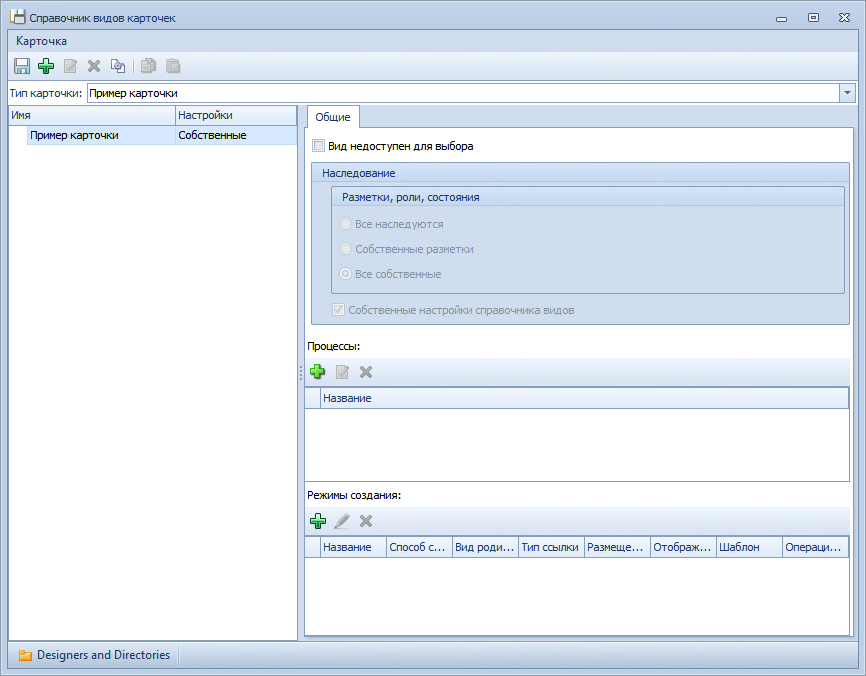 Справочник видов карточек
Карточка
Тип карточки: Пример карточки
Имя Настройки
Пример карточки Собственные
Общие
Вид недоступен для выбора
Наследование
Разметки, роли, состояния
Все наследуются
Собственные разметки
Все собственные
Собственные настройки справочника видов
Процессы:
Название
Режимы создания:
Название Способ с... Вид роди... Тип ссылки Размеще... Отображ... Шаблон Операци...
Designers and Directories